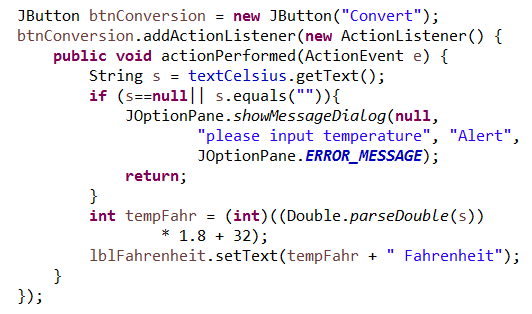 JButton btnConversion = new JButton("Convert");
btnConversion.addActionListener(new ActionListener() {
    public void actionPerformed(ActionEvent e) {
        String s = textCelsius.getText();
        if (s==null|| s.equals("")){
            JOptionPane.showMessageDialog(null,
                    "please input temperature", "Alert",
                    JOptionPane.ERROR_MESSAGE);
            return;
        }
        int tempFahr = (int)((Double.parseDouble(s))
                * 1.8 + 32);
        lblFahrenheit.setText(tempFahr + " Fahrenheit");
    }
});